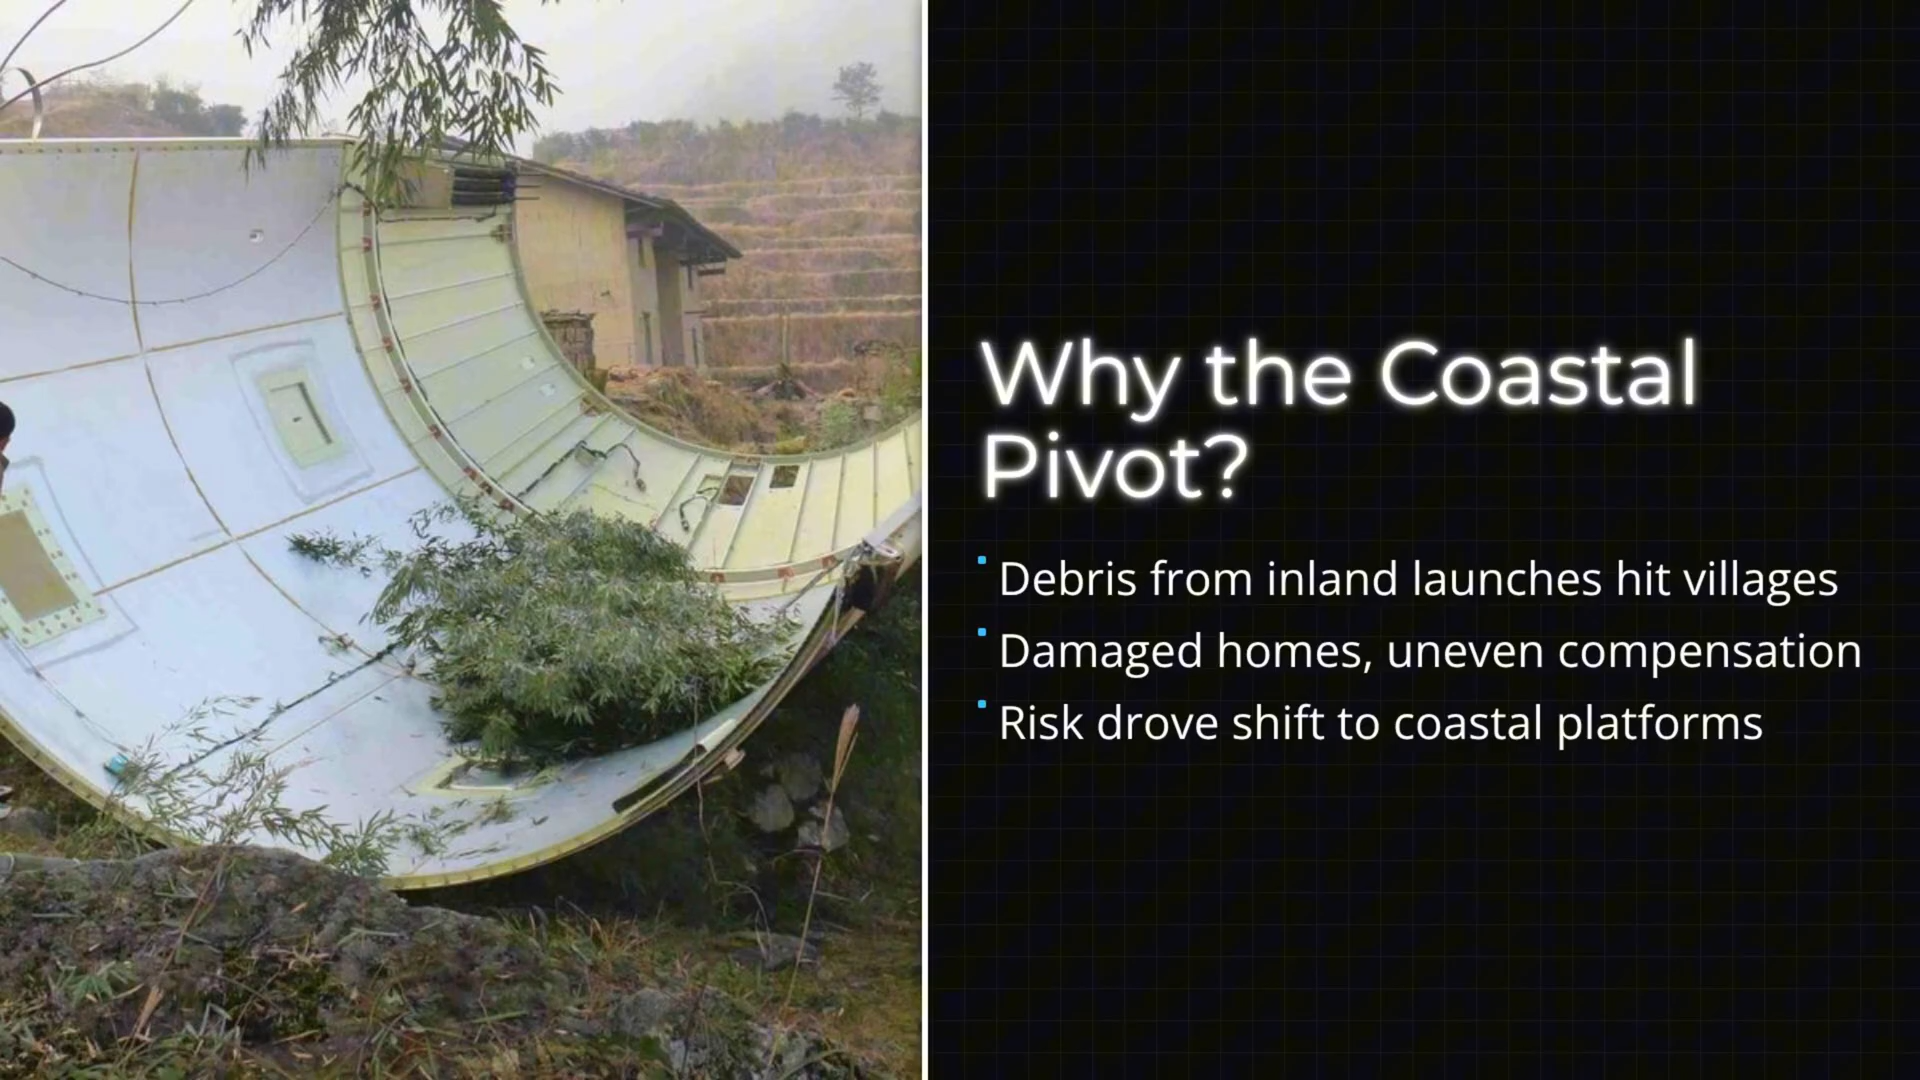 Why the Coastal
Pivot?
Debris from inland launches hit villages
Damaged homes, uneven compensation
Risk drove shift to coastal platforms